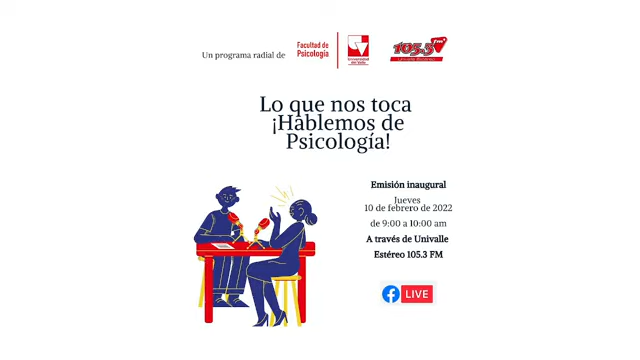 Un programa radial de
Facultad de
Psicología
Universidad
del Valle
105.3 Fm
Lo que nos toca
¡Hablemos de
Psicología!
Emisión inaugural
Jueves
10 de febrero de 2022
de 9:00 a 10:00 am
A través de Univalle
Estéreo 105.3 FM
LIVE